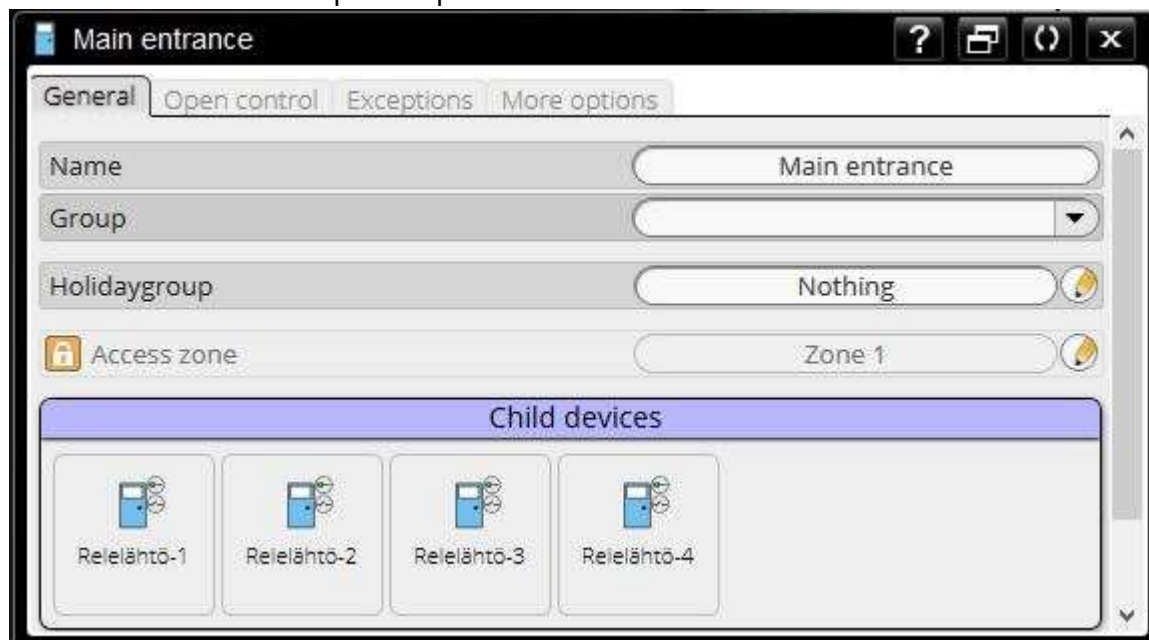 Main entrance
?
x
General Open control Exceptions More options
Name Main entrance
Group
Holidaygroup Nothing
Access zone Zone 1
Child devices
Relelähtö-1 Relelähtö-2 Relelähtö-3 Relelähtö-4